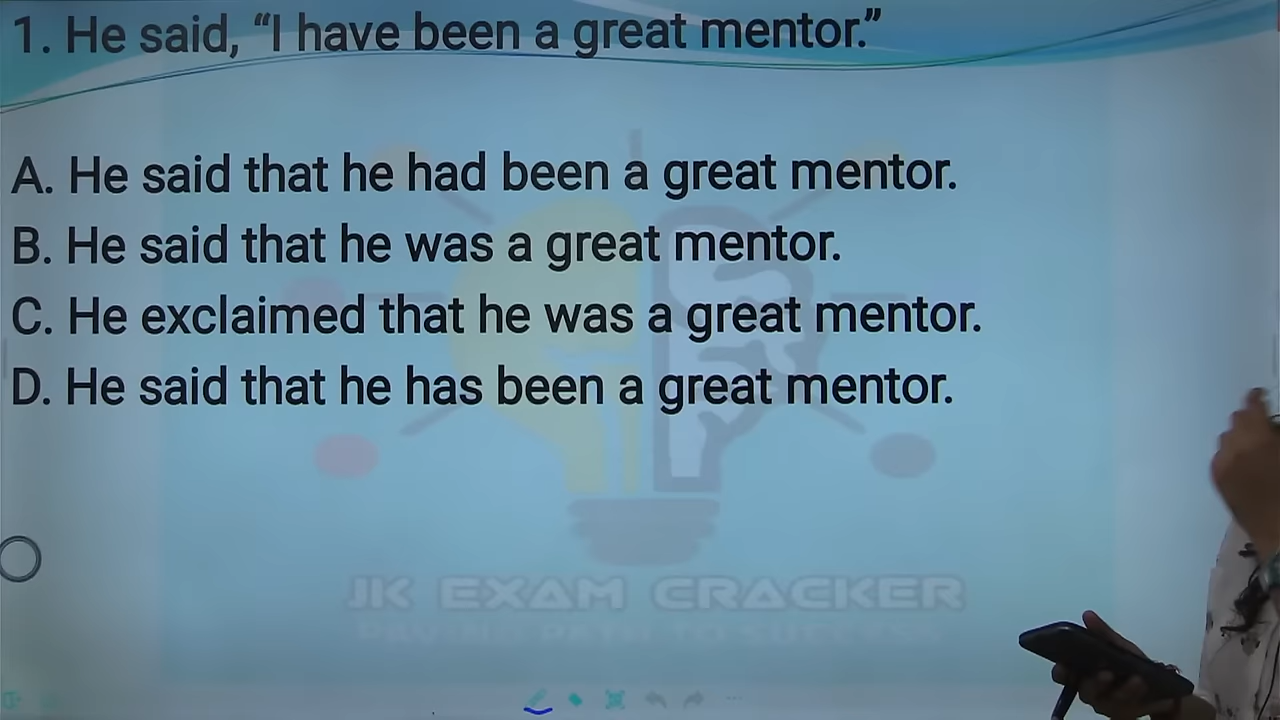 1. He said, “I have been a great mentor.”
A. He said that he had been a great mentor.
B. He said that he was a great mentor.
C. He exclaimed that he was a great mentor.
D. He said that he has been a great mentor.
JK EXAM CRACKER